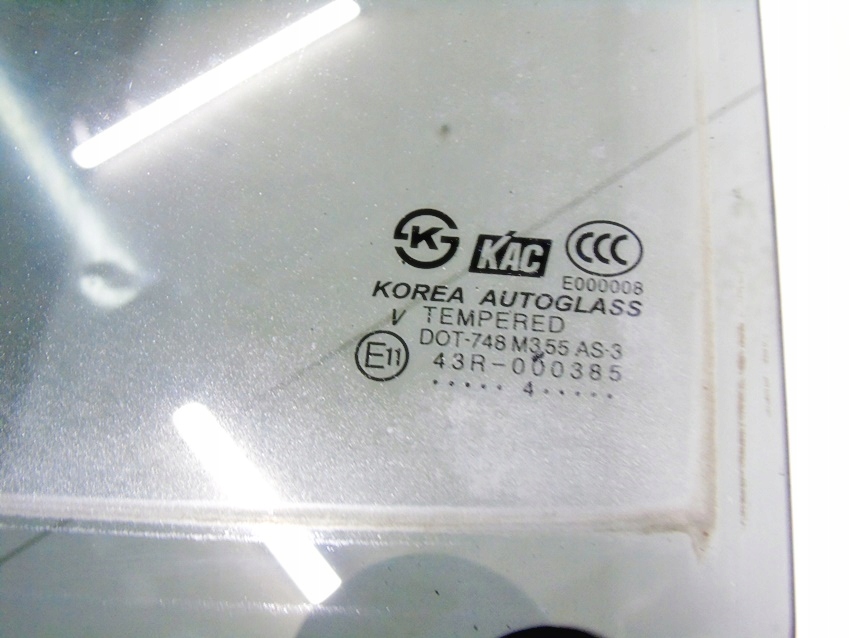 K KAC CCC
E000008
KOREA AUTOGLASS
V TEMPERED
DOT-748 M355 AS-3
E11 43R-000385
····· 4 ·····